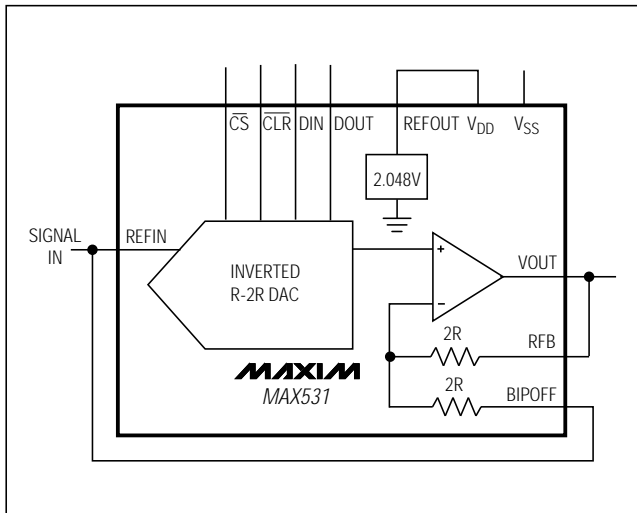 CS CLR DIN DOUT REFOUT VDD VSS
2.048V
SIGNAL
IN
REFIN
INVERTED
R-2R DAC
+
−
VOUT
2R
RFB
2R
BIPOFF
MAXIM
MAX531